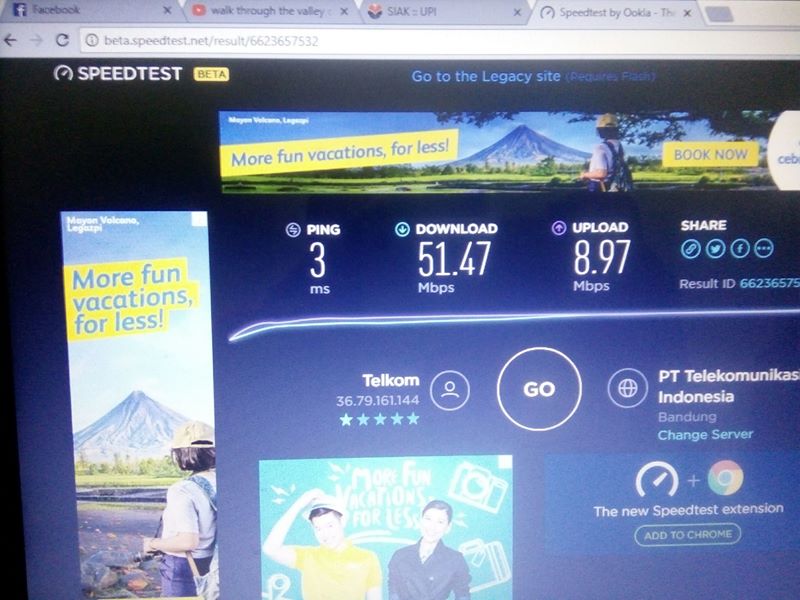 Facebook
walk through the valley o
SIAK :: UPI
Speedtest by Ookla - The
beta.speedtest.net/result/6623657532
SPEEDTEST BETA
Go to the Legacy site (Requires Flash)
Mayon Volcano, Legazpi
More fun vacations, for less!
BOOK NOW
ceb
Mayon Volcano,
Legazpi
More fun
vacations,
for less!
PING
3
ms
DOWNLOAD
51.47
Mbps
UPLOAD
8.97
Mbps
SHARE
Result ID 66236575
Telkom
36.79.161.144
GO
PT Telekomunikasi
Indonesia
Bandung
Change Server
MORE FUN
VACATIONS
FOR LESS
The new Speedtest extension
ADD TO CHROME